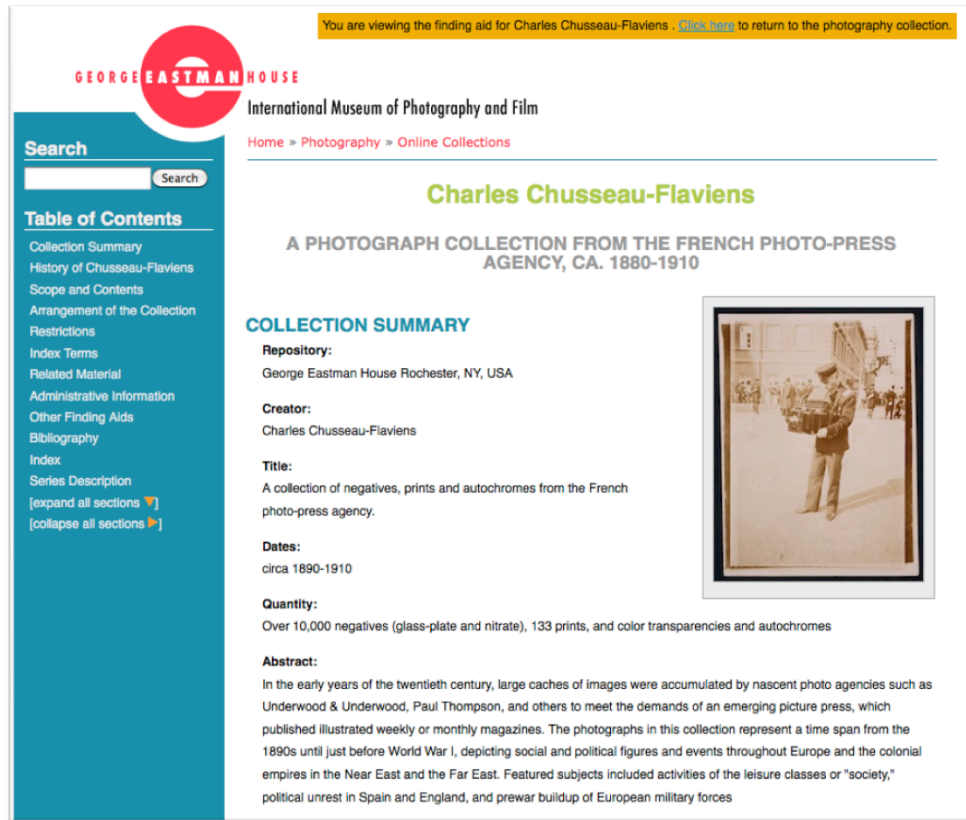 You are viewing the finding aid for Charles Chusseau-Flaviens . Click here to return to the photography collection.
GEORGE EASTMAN HOUSE
International Museum of Photography and Film
Home » Photography » Online Collections
Search
Search
Table of Contents
Collection Summary
History of Chusseau-Flaviens
Scope and Contents
Arrangement of the Collection
Restrictions
Index Terms
Related Material
Administrative Information
Other Finding Aids
Bibliography
Index
Series Description
[expand all sections ▼]
[collapse all sections ▶]
Charles Chusseau-Flaviens
A PHOTOGRAPH COLLECTION FROM THE FRENCH PHOTO-PRESS
AGENCY, CA. 1880-1910
COLLECTION SUMMARY
Repository:
George Eastman House Rochester, NY, USA
Creator:
Charles Chusseau-Flaviens
Title:
A collection of negatives, prints and autochromes from the French
photo-press agency.
Dates:
circa 1890-1910
Quantity:
Over 10,000 negatives (glass-plate and nitrate), 133 prints, and color transparencies and autochromes
Abstract:
In the early years of the twentieth century, large caches of images were accumulated by nascent photo agencies such as
Underwood & Underwood, Paul Thompson, and others to meet the demands of an emerging picture press, which
published illustrated weekly or monthly magazines. The photographs in this collection represent a time span from the
1890s until just before World War I, depicting social and political figures and events throughout Europe and the colonial
empires in the Near East and the Far East. Featured subjects included activities of the leisure classes or "society,"
political unrest in Spain and England, and prewar buildup of European military forces